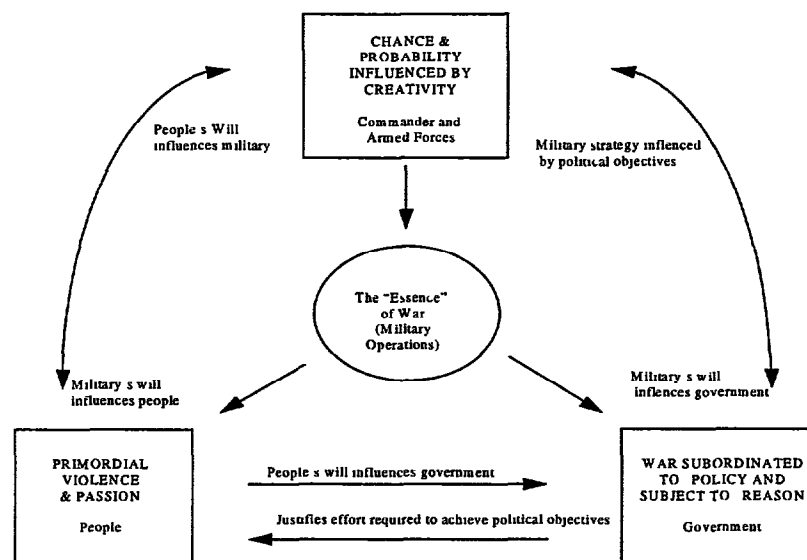 CHANCE &
PROBABILITY
INFLUENCED BY
CREATIVITY
Commander and
Armed Forces
People s Will
influences military
Military strategy inflenced
by political objectives
The "Essence"
of War
(Military
Operations)
Military s will
influences people
Military s will
inflences government
PRIMORDIAL
VIOLENCE
& PASSION
People
People s will influences government
Justifies effort required to achieve political objectives
WAR SUBORDINATED
TO POLICY AND
SUBJECT TO REASON
Government